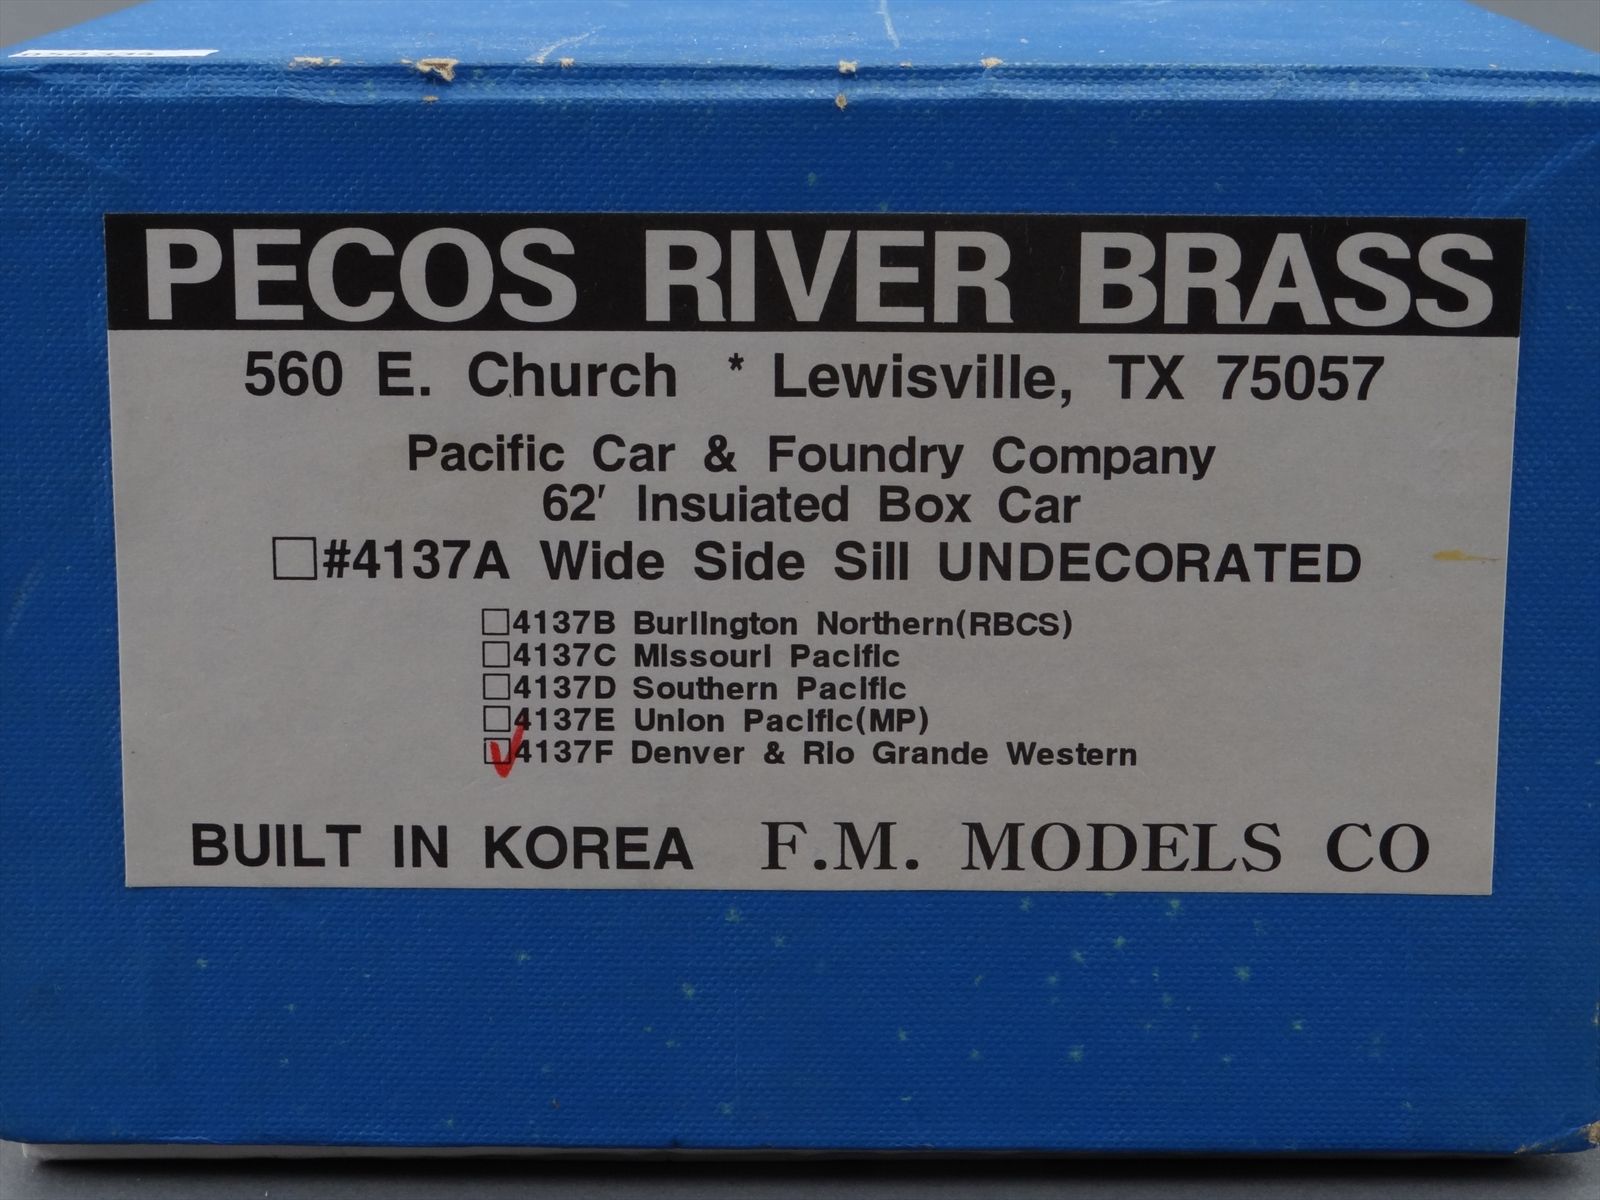 PECOS RIVER BRASS
560 E. Church * Lewisville, TX 75057
Pacific Car & Foundry Company
62' Insuiated Box Car
☐#4137A Wide Side Sill UNDECORATED
☐4137B Burlington Northern(RBCS)
☐4137C Missouri Pacific
☐4137D Southern Pacific
☐4137E Union Pacific(MP)
☑4137F Denver & Rio Grande Western
BUILT IN KOREA F.M. MODELS CO